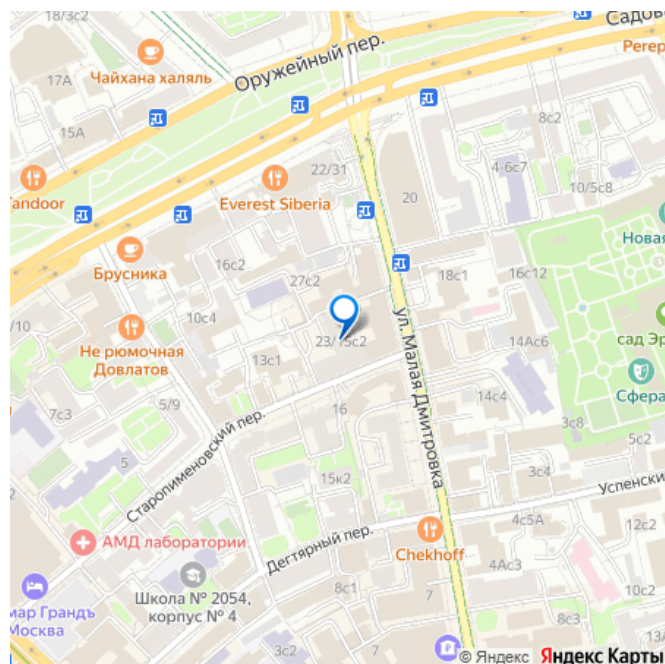 18/3с2
Садов
Чайхана халяль
Оружейный пер.
Pereр
17А
15А
8с2
22/31
4-6с7
Tandoor
Everest Siberia
20
10/5с8
Новая
Брусника
16с2
27с2
18с1
16с12
10с4
ул. Малая Дмитровка
/10
Не рюмочная
Довлатов
23/15с2
14Ас6
сад Эр
13с1
Сфера
5/9
7с3
Старопименовский пер.
16
14с4
3с8
5с2
5
15к2
3с4
Успенски
АМД лаборатории
Дегтярный пер.
Chekhoff
4с5А
12с2
4Ас3
Школа № 2054,
корпус № 4
8с1
7
8с3
мар Грандъ
Москва
7
13/
© Яндекс Яндекс Карты